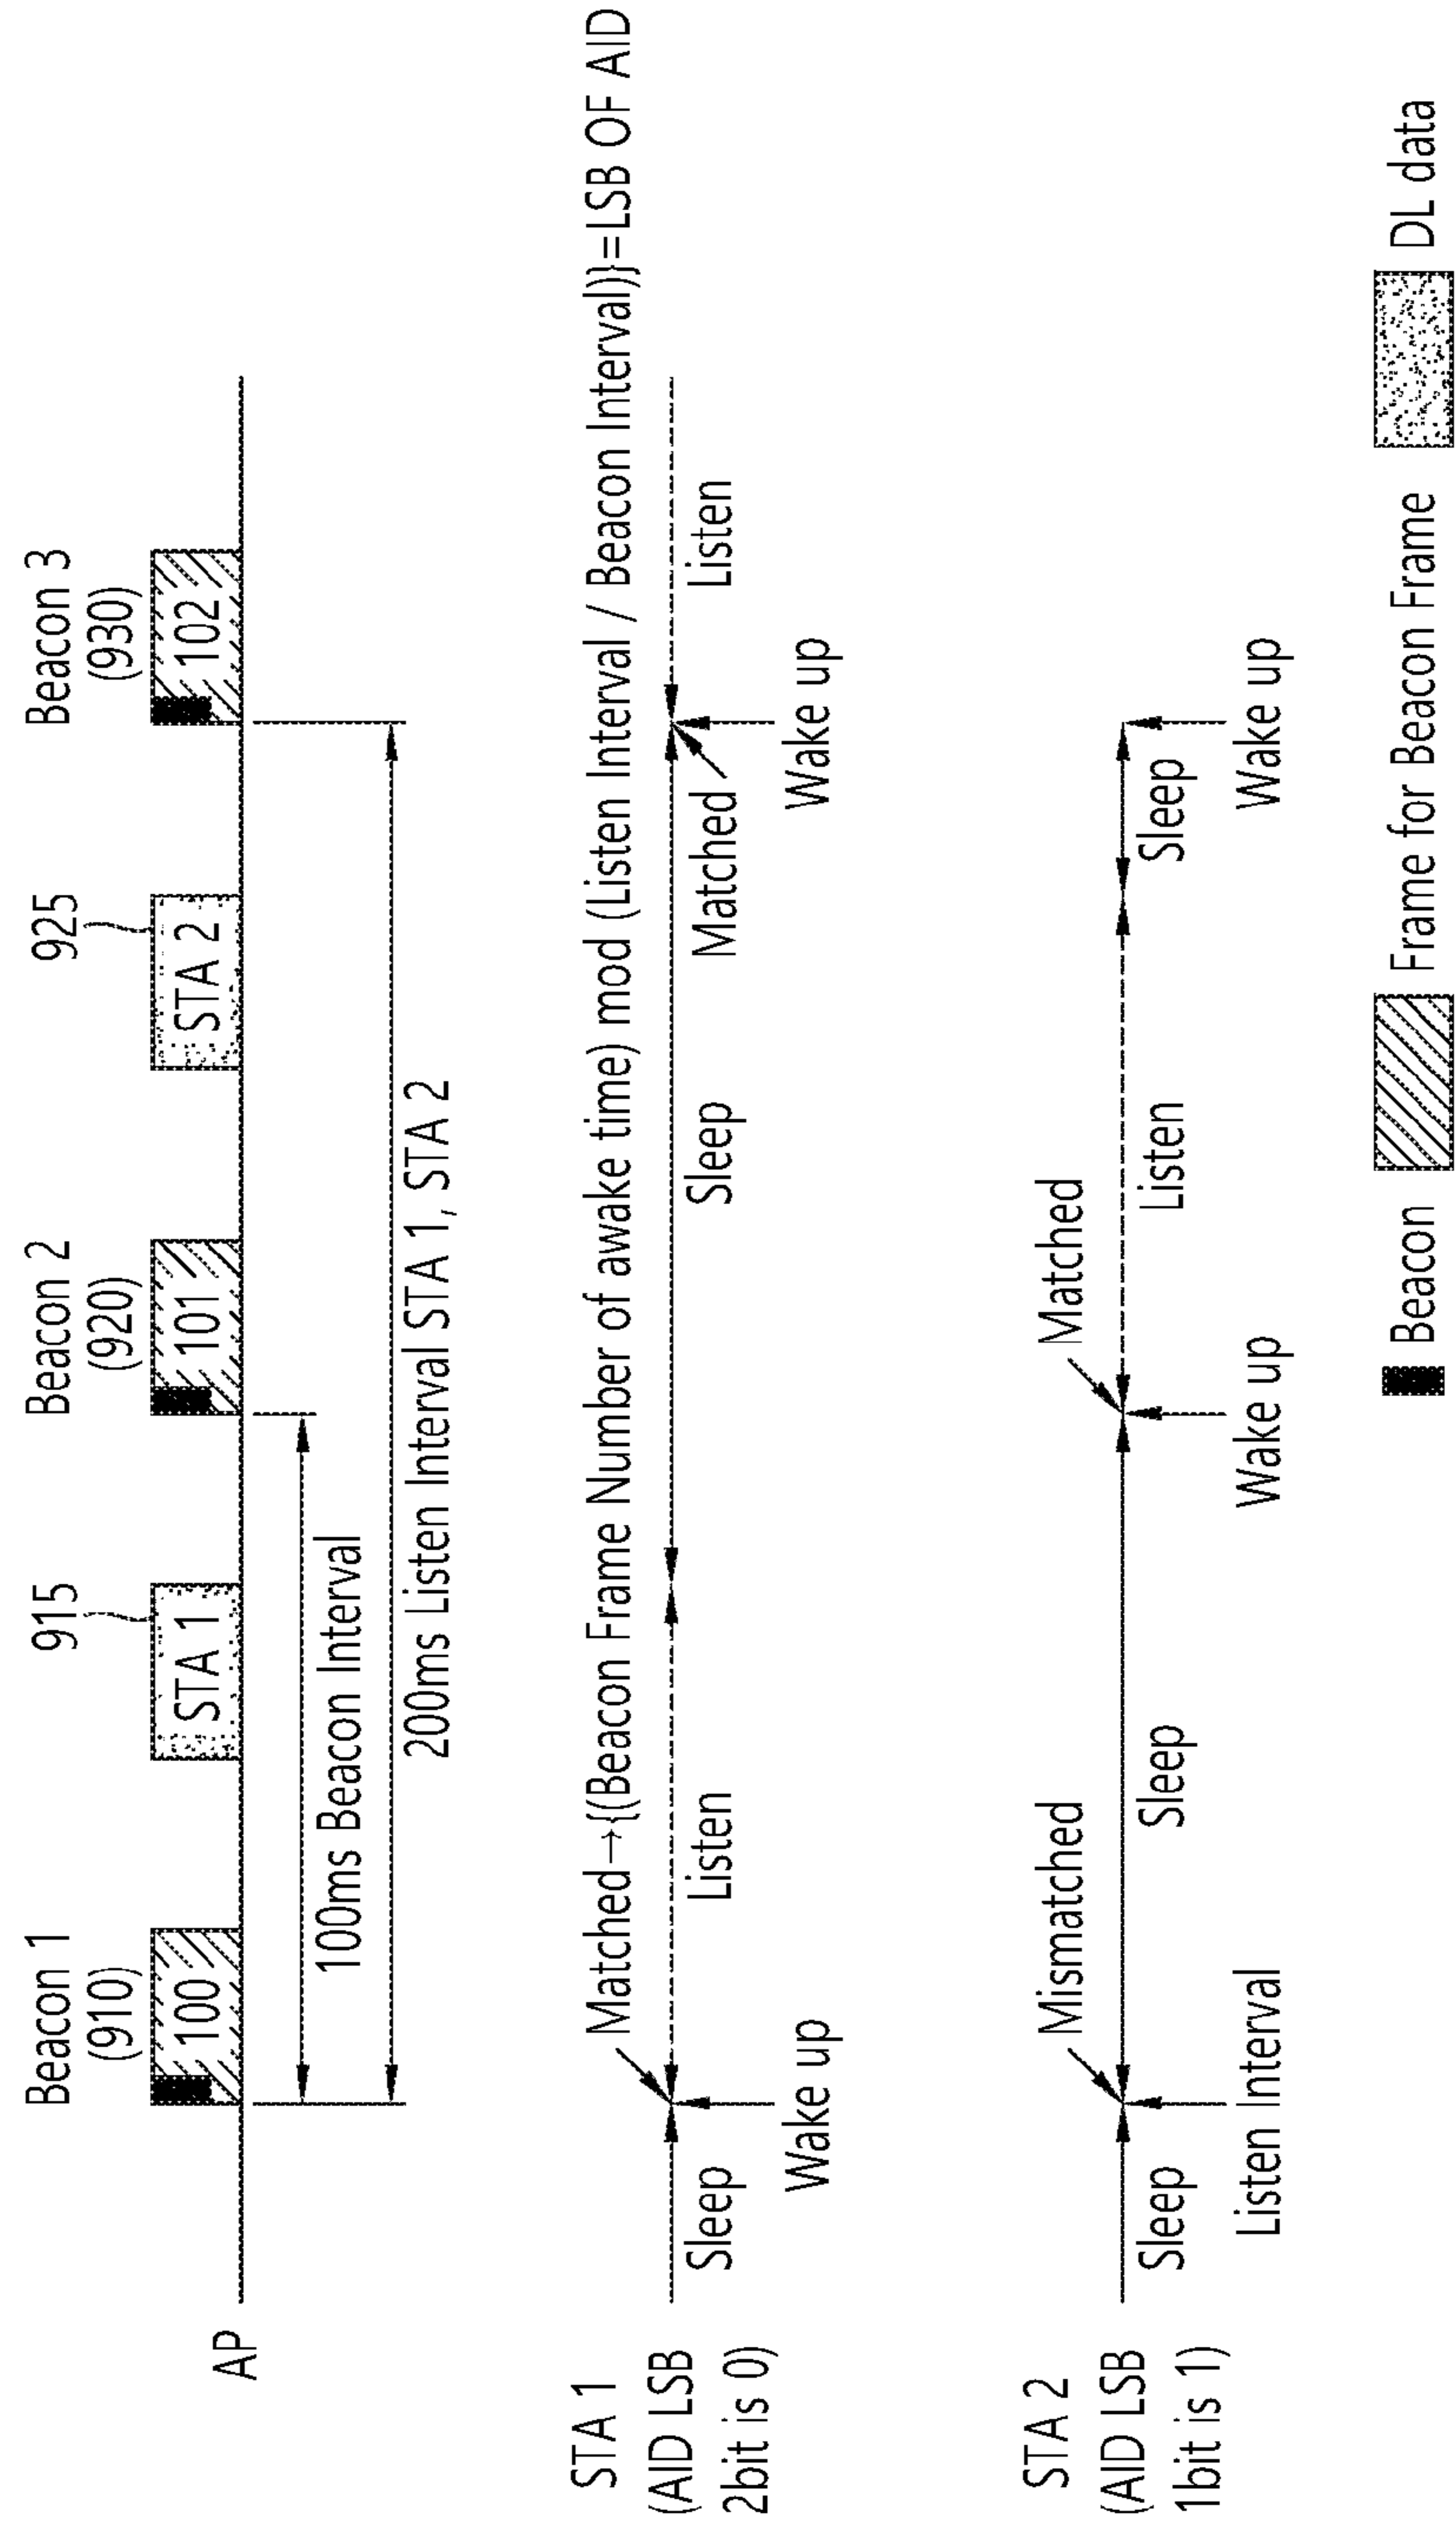 Beacon 1
(910)
Beacon 2
(920)
Beacon 3
(930)
915
925
AP
100
STA 1
101
STA 2
102
100ms Beacon Interval
200ms Listen Interval STA 1, STA 2
STA 1
(AID LSB
2bit is 0)
Matched→{(Beacon Frame Number of awake time) mod (Listen Interval / Beacon Interval)}=LSB OF AID
Sleep
Listen
Sleep
Listen
Matched
Wake up
Wake up
STA 2
(AID LSB
1bit is 1)
Mismatched
Matched
Sleep
Sleep
Listen
Sleep
Listen Interval
Wake up
Wake up
Beacon
Frame for Beacon Frame
DL data